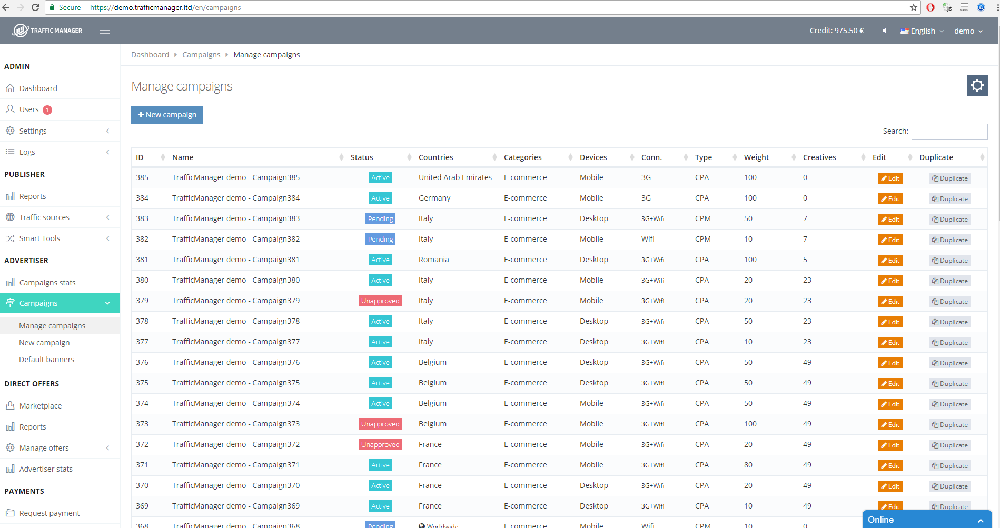 Secure https://demo.trafficmanager.ltd/en/campaigns
TRAFFIC MANAGER Credit: 975.50 € English demo
ADMIN
Dashboard
Users 1
Settings
Logs
PUBLISHER
Reports
Traffic sources
Smart Tools
ADVERTISER
Campaigns stats
Campaigns
Manage campaigns
New campaign
Default banners
DIRECT OFFERS
Marketplace
Reports
Manage offers
Advertiser stats
PAYMENTS
Request payment
Dashboard Campaigns Manage campaigns
Manage campaigns
New campaign
Search:
ID Name Status Countries Categories Devices Conn. Type Weight Creatives Edit Duplicate
385 TrafficManager demo - Campaign385 Active United Arab Emirates E-commerce Mobile 3G CPA 100 0 Edit Duplicate
384 TrafficManager demo - Campaign384 Active Germany E-commerce Mobile 3G CPA 100 0 Edit Duplicate
383 TrafficManager demo - Campaign383 Pending Italy E-commerce Desktop 3G+Wifi CPM 50 7 Edit Duplicate
382 TrafficManager demo - Campaign382 Pending Italy E-commerce Mobile Wifi CPM 10 7 Edit Duplicate
381 TrafficManager demo - Campaign381 Active Romania E-commerce Desktop 3G+Wifi CPA 100 5 Edit Duplicate
380 TrafficManager demo - Campaign380 Active Italy E-commerce Mobile 3G+Wifi CPA 20 23 Edit Duplicate
379 TrafficManager demo - Campaign379 Unapproved Italy E-commerce Mobile 3G+Wifi CPA 20 23 Edit Duplicate
378 TrafficManager demo - Campaign378 Active Italy E-commerce Desktop 3G+Wifi CPA 50 23 Edit Duplicate
377 TrafficManager demo - Campaign377 Active Italy E-commerce Desktop 3G+Wifi CPA 10 23 Edit Duplicate
376 TrafficManager demo - Campaign376 Active Belgium E-commerce Desktop 3G+Wifi CPA 50 49 Edit Duplicate
375 TrafficManager demo - Campaign375 Active Belgium E-commerce Desktop 3G+Wifi CPA 50 49 Edit Duplicate
374 TrafficManager demo - Campaign374 Active Belgium E-commerce Mobile 3G+Wifi CPA 50 49 Edit Duplicate
373 TrafficManager demo - Campaign373 Unapproved Belgium E-commerce Mobile 3G+Wifi CPA 100 49 Edit Duplicate
372 TrafficManager demo - Campaign372 Unapproved France E-commerce Mobile 3G+Wifi CPA 20 49 Edit Duplicate
371 TrafficManager demo - Campaign371 Active France E-commerce Mobile 3G+Wifi CPA 80 49 Edit Duplicate
370 TrafficManager demo - Campaign370 Active France E-commerce Desktop 3G+Wifi CPA 20 49 Edit Duplicate
369 TrafficManager demo - Campaign369 Active France E-commerce Desktop 3G+Wifi CPA 10 49 Edit Duplicate
368 TrafficManager demo - Campaign368 Pending Worldwide E-commerce Mobile Wifi CPM 10 0
Online